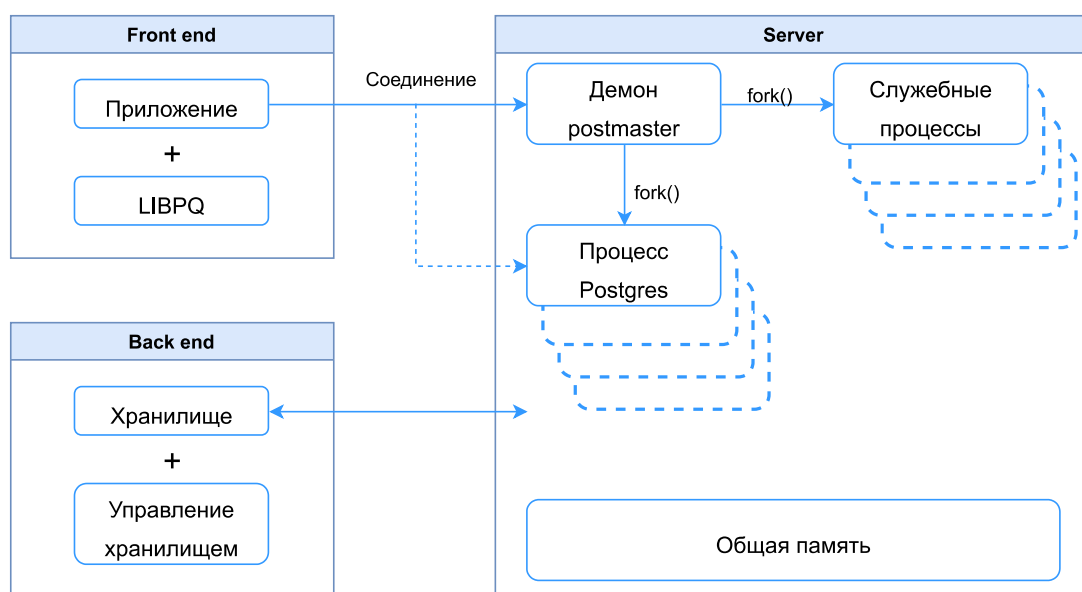 Front end
Приложение
+
LIBPQ
Соединение
Server
Демон
postmaster
fork()
Служебные
процессы
fork()
Процесс
Postgres
Back end
Хранилище
+
Управление
хранилищем
Общая память